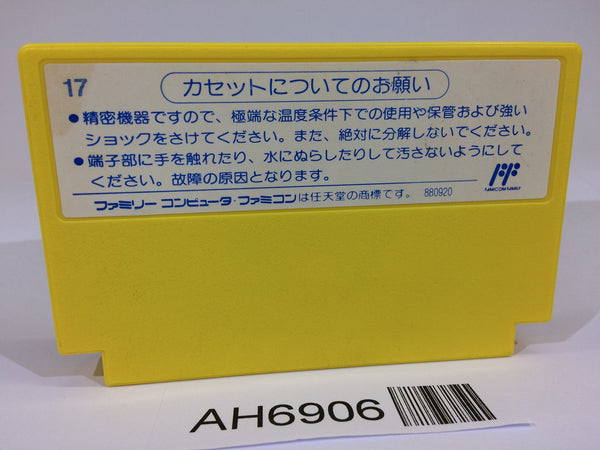 17
カセットについてのお願い
●精密機器ですので、極端な温度条件下での使用や保管および強い
ショックをさけてください。また、絶対に分解しないでください。
●端子部に手を触れたり、水にぬらしたりして汚さないようにして
ください。故障の原因となります。
FAMICOM FAMILY
ファミリー コンピュータ・ファミコンは任天堂の商標です。 880920
AH6906